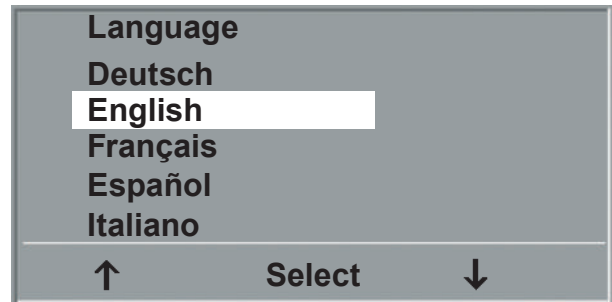 Language
Deutsch
English
Français
Español
Italiano
↑ Select ↓